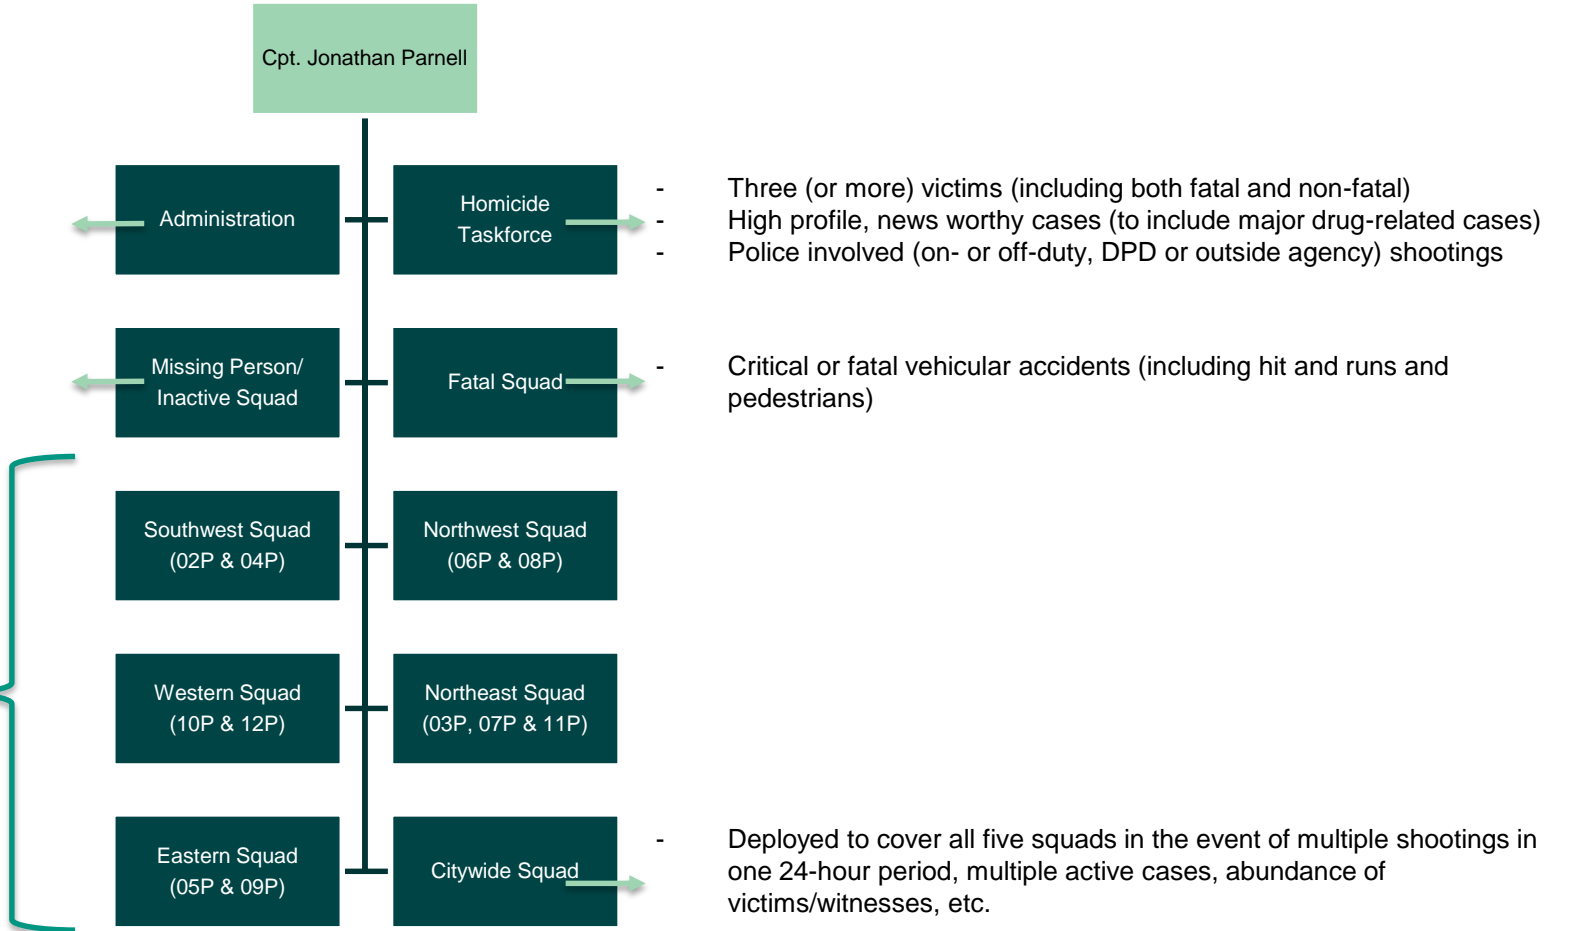 Cpt. Jonathan Parnell
Administration
Homicide
Taskforce
- Three (or more) victims (including both fatal and non-fatal)
- High profile, news worthy cases (to include major drug-related cases)
- Police involved (on- or off-duty, DPD or outside agency) shootings
Missing Person/
Inactive Squad
Fatal Squad
- Critical or fatal vehicular accidents (including hit and runs and
pedestrians)
Southwest Squad
(02P & 04P)
Northwest Squad
(06P & 08P)
Western Squad
(10P & 12P)
Northeast Squad
(03P, 07P & 11P)
Eastern Squad
(05P & 09P)
Citywide Squad
- Deployed to cover all five squads in the event of multiple shootings in
one 24-hour period, multiple active cases, abundance of
victims/witnesses, etc.